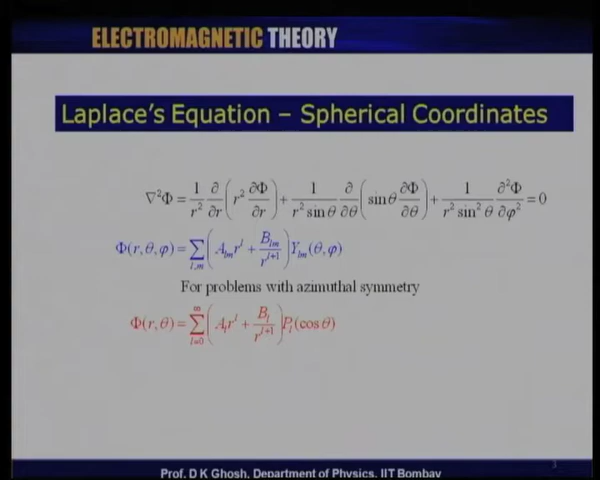 ELECTROMAGNETIC THEORY
Laplace's Equation – Spherical Coordinates
∇²Φ = 1/r² ∂/∂r (r² ∂Φ/∂r) + 1/(r² sinθ) ∂/∂θ (sinθ ∂Φ/∂θ) + 1/(r² sin²θ) ∂²Φ/∂φ² = 0
Φ(r,θ,φ) = ∑_{l,m} (A_{lm} r^l + B_{lm}/r^{l+1}) Y_{lm}(θ,φ)
For problems with azimuthal symmetry
Φ(r,θ) = ∑_{l=0}^{∞} (A_l r^l + B_l/r^{l+1}) P_l(cosθ)
Prof. D K Ghosh, Department of Physics, IIT Bombay